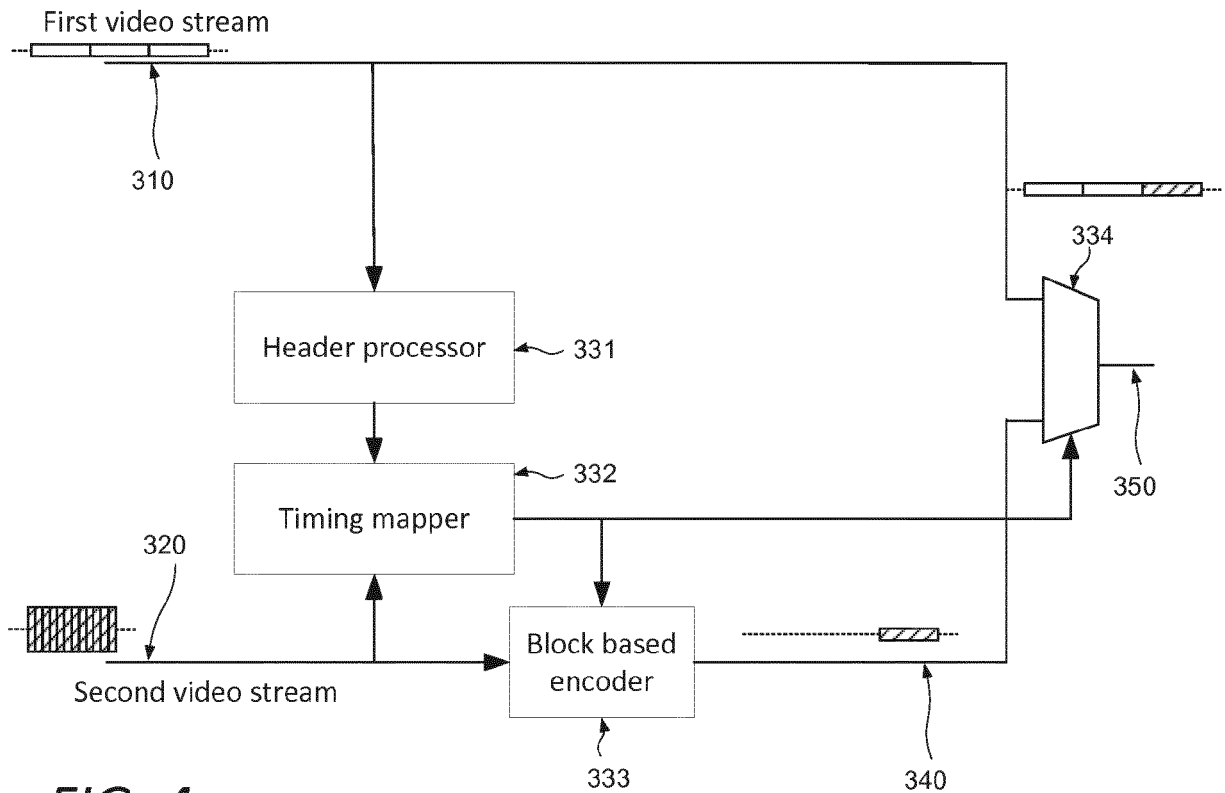 First video stream
310
334
Header processor
331
350
332
Timing mapper
320
Block based
encoder
Second video stream
333
340